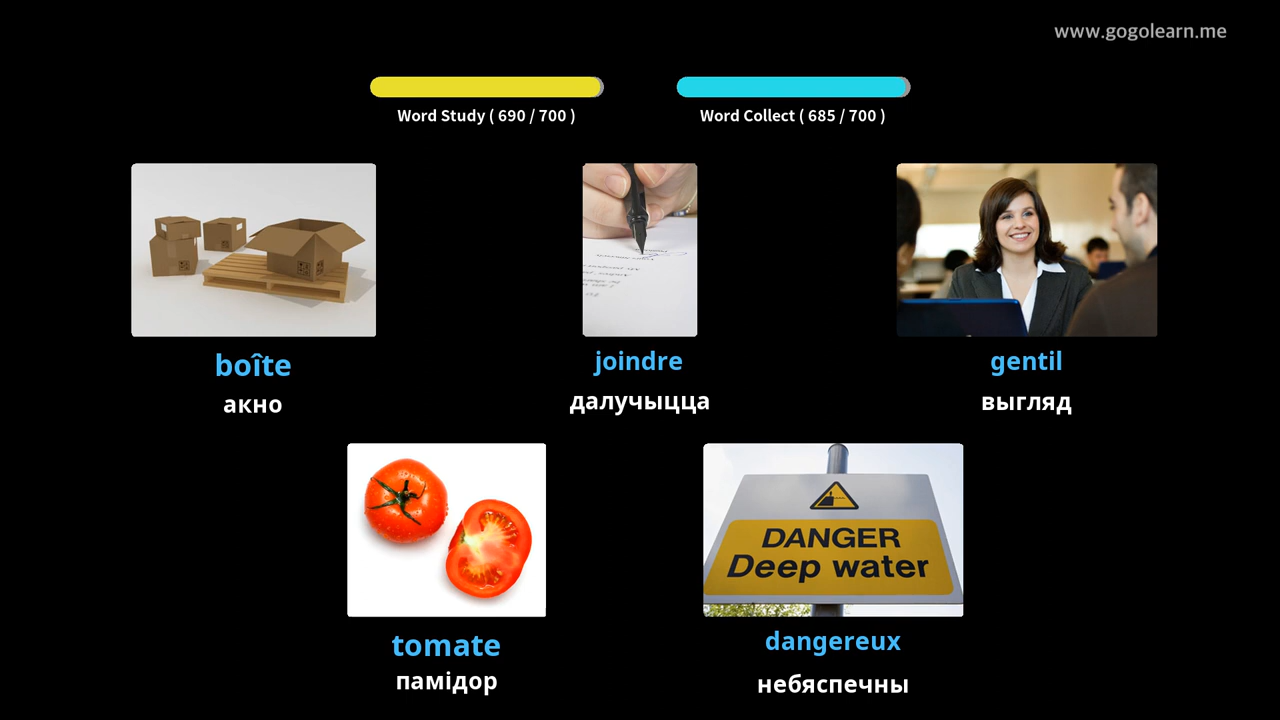 www.gogolearn.me
Word Study ( 690 / 700 )
Word Collect ( 685 / 700 )
boîte
акно
joindre
далучыцца
gentil
выгляд
DANGER
Deep water
tomate
памідор
dangereux
небяспечны